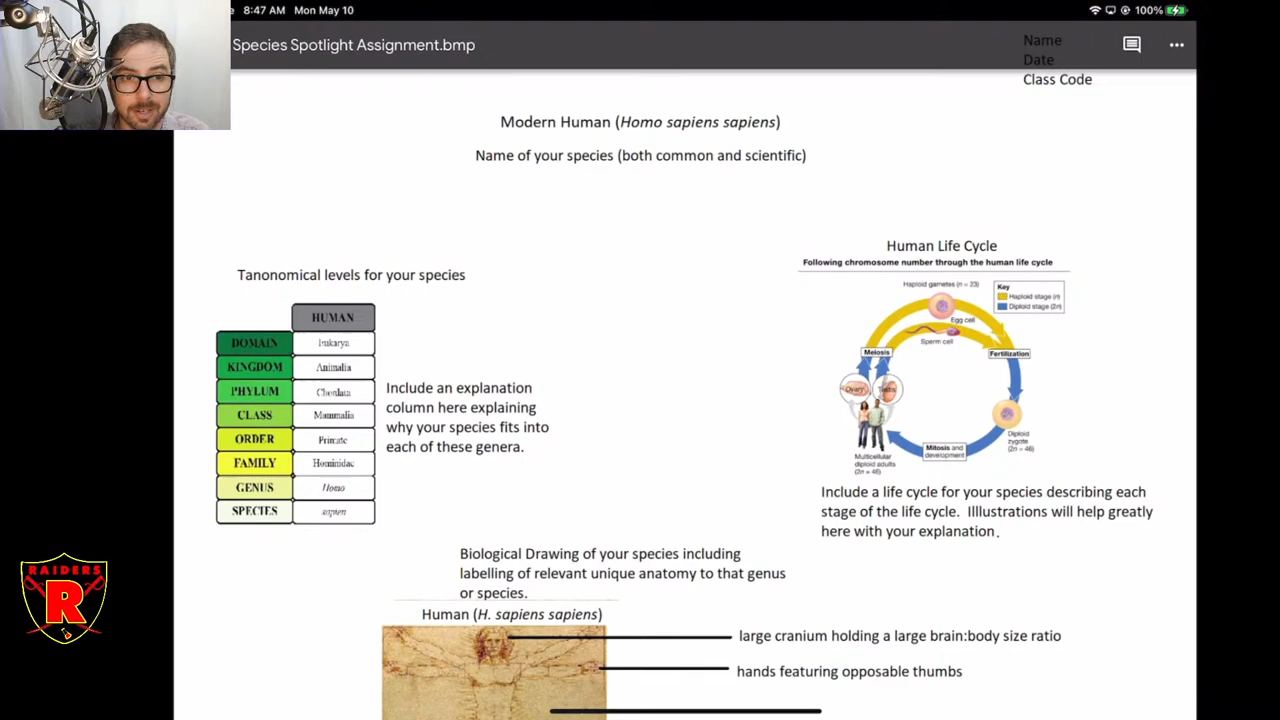 8:47 AM Mon May 10
100%
Species Spotlight Assignment.bmp
Name
Date
Class Code
Modern Human (Homo sapiens sapiens)
Name of your species (both common and scientific)
Tanonomical levels for your species
HUMAN
DOMAIN Eukarya
KINGDOM Animalia
PHYLUM Chordata
CLASS Mammalia
ORDER Primate
FAMILY Hominidae
GENUS Homo
SPECIES sapien
Include an explanation
column here explaining
why your species fits into
each of these genera.
Human Life Cycle
Following chromosome number through the human life cycle
Haploid gametes (n = 23)
Key
Haploid stage (n)
Diploid stage (2n)
Egg cell
Sperm cell
Meiosis
Fertilization
Ovary
Testis
Diploid
zygote
(2n = 46)
Mitosis and
development
Multicellular
diploid adults
(2n = 46)
Include a life cycle for your species describing each
stage of the life cycle. Illlustrations will help greatly
here with your explanation.
Biological Drawing of your species including
labelling of relevant unique anatomy to that genus
or species.
Human (H. sapiens sapiens)
large cranium holding a large brain:body size ratio
hands featuring opposable thumbs
RAIDERS
R